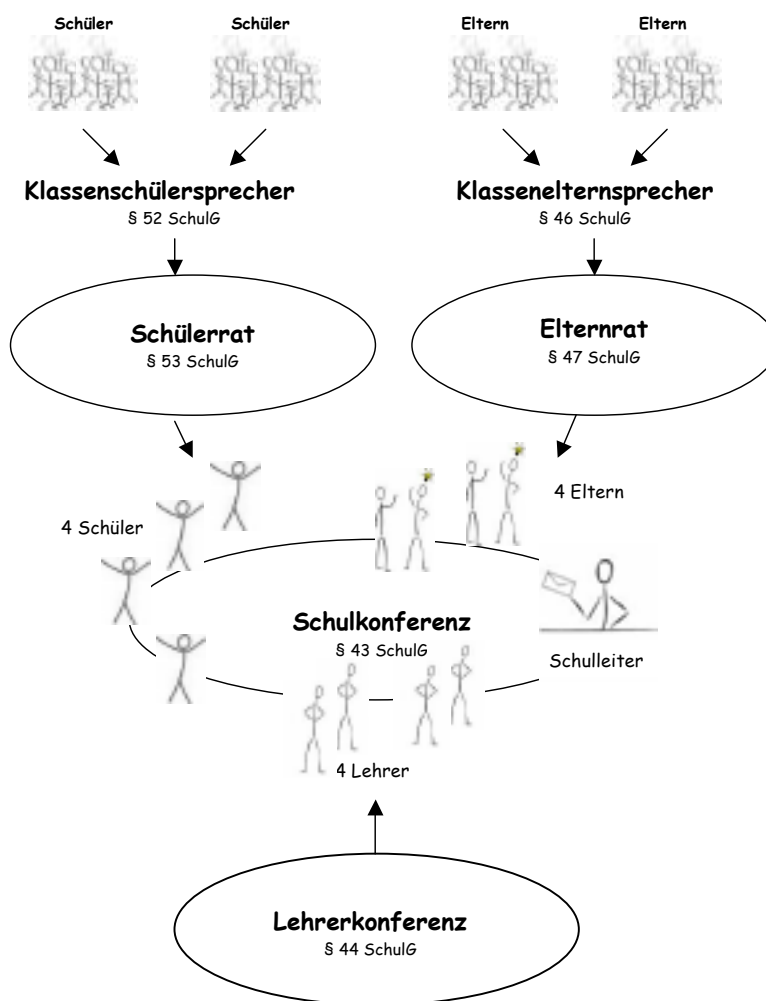 Schüler
Schüler
Eltern
Eltern
Klassenschülersprecher
§ 52 SchulG
Klassenelternsprecher
§ 46 SchulG
Schülerrat
§ 53 SchulG
Elternrat
§ 47 SchulG
4 Schüler
4 Eltern
Schulkonferenz
§ 43 SchulG
Schulleiter
4 Lehrer
Lehrerkonferenz
§ 44 SchulG